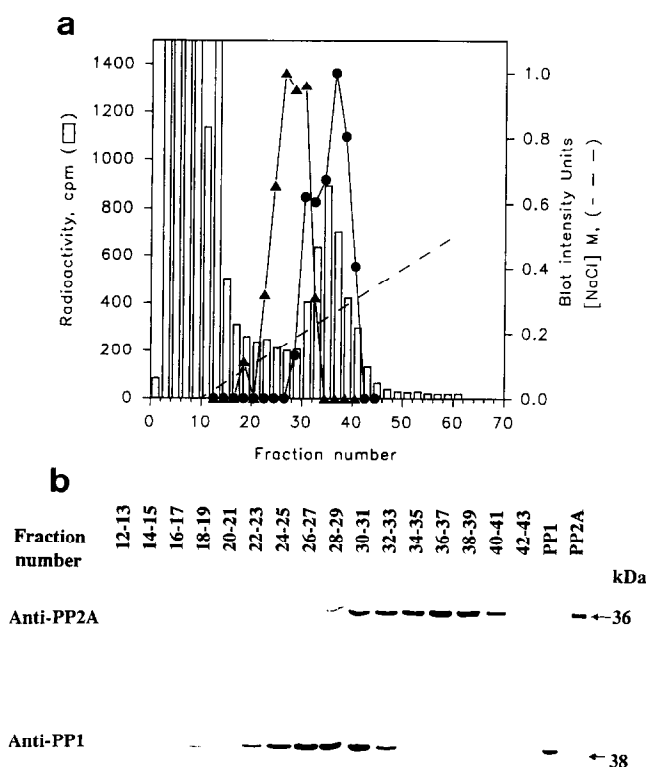 a
Radioactivity, cpm (□)
1400
1200
1000
800
600
400
200
0
0 10 20 30 40 50 60 70
Fraction number
1.0
0.8
0.6
0.4
0.2
0.0
Blot intensity Units
[NaCl] M, (- - -)
b
Fraction
number
12-13
14-15
16-17
18-19
20-21
22-23
24-25
26-27
28-29
30-31
32-33
34-35
36-37
38-39
40-41
42-43
PP1
PP2A
kDa
Anti-PP2A
←36
Anti-PP1
←38